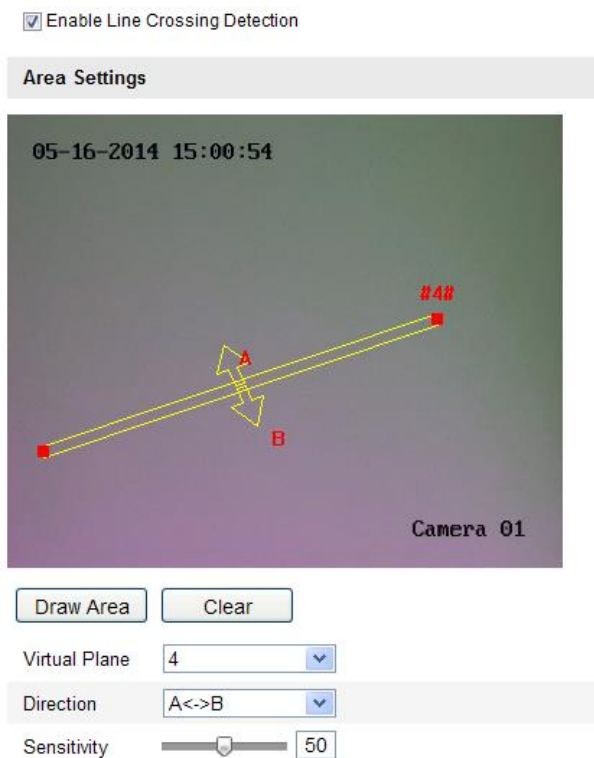 Enable Line Crossing Detection
Area Settings
05-16-2014 15:00:54
#4#
A
B
Camera 01
Draw Area Clear
Virtual Plane 4
Direction A<->B
Sensitivity 50